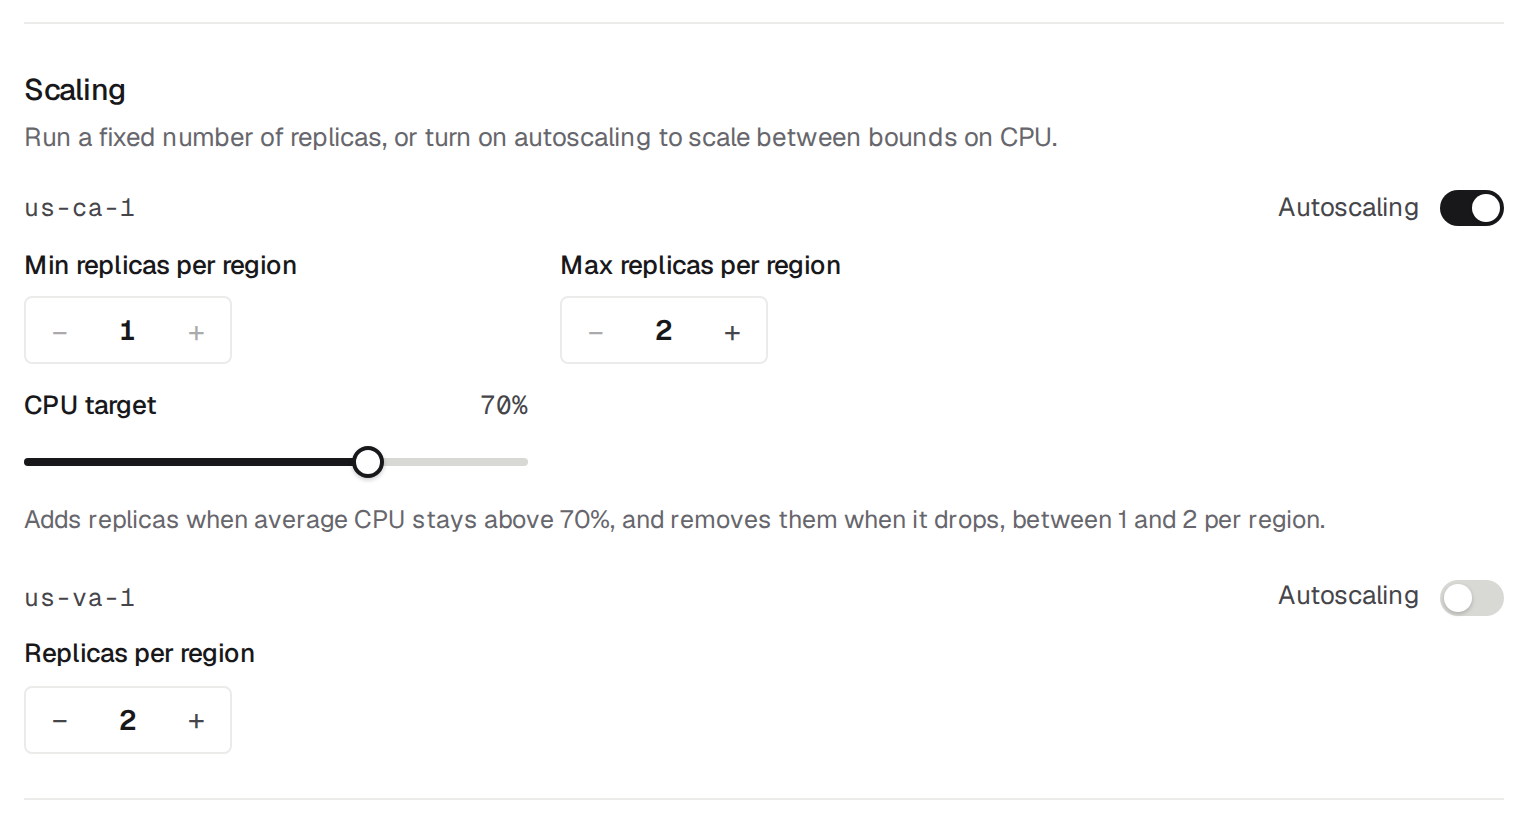 Scaling
Run a fixed number of replicas, or turn on autoscaling to scale between bounds on CPU.
us-ca-1 Autoscaling
Min replicas per region Max replicas per region
− 1 + − 2 +
CPU target 70%
Adds replicas when average CPU stays above 70%, and removes them when it drops, between 1 and 2 per region.
us-va-1 Autoscaling
Replicas per region
− 2 +